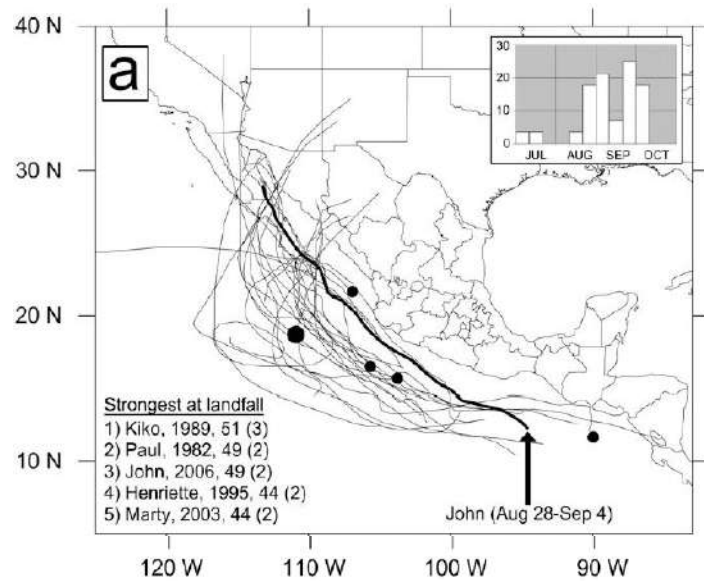 40 N
a
30
20
10
0
JUL AUG SEP OCT
30 N
20 N
Strongest at landfall
1) Kiko, 1989, 51 (3)
2) Paul, 1982, 49 (2)
3) John, 2006, 49 (2)
4) Henriette, 1995, 44 (2)
5) Marty, 2003, 44 (2)
10 N
John (Aug 28-Sep 4)
120 W 110 W 100 W 90 W